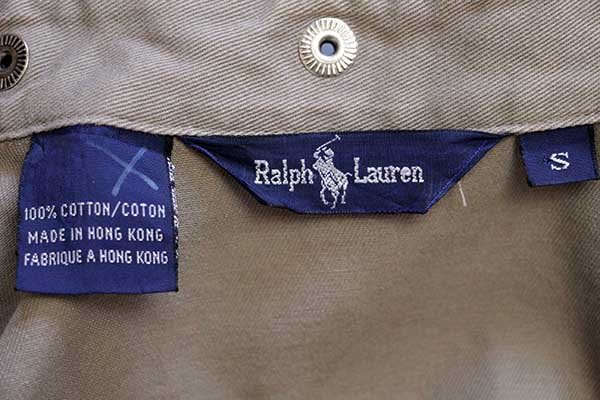 100% COTTON/COTON
MADE IN HONG KONG
FABRIQUE A HONG KONG
Ralph Lauren
S